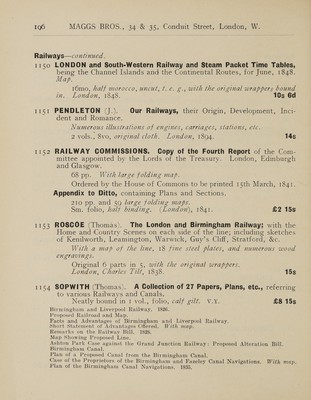 196 MAGGS BROS., 34 & 35, Conduit Street, London, W.
Railways—continued.
1150 LONDON and South-Western Railway and Steam Packet Time Tables,
being the Channel Islands and the Continental Routes, for June, 1848.
Map.
16mo, half morocco, uncut, t. e. g., with the original wrappers bound
in. London, 1848. 10s 6d
1151 PENDLETON (J.). Our Railways, their Origin, Development, Inci-
dent and Romance.
Numerous illustrations of engines, carriages, stations, etc.
2 vols., 8vo, original cloth. London, 1894. 14s
1152 RAILWAY COMMISSIONS. Copy of the Fourth Report of the Com-
mittee appointed by the Lords of the Treasury. London, Edinburgh
and Glasgow.
68 pp. With large folding map.
Ordered by the House of Commons to be printed 15th March, 1841.
Appendix to Ditto, containing Plans and Sections.
210 pp. and 59 large folding maps.
Sm. folio, half binding. (London), 1841. £2 15s
1153 ROSCOE (Thomas). The London and Birmingham Railway; with the
Home and Country Scenes on each side of the line; including sketches
of Kenilworth, Leamington, Warwick, Guy's Cliff, Stratford, &c.
With a map of the line, 18 fine steel plates, and numerous wood
engravings.
Original 6 parts in 5, with the original wrappers.
London, Charles Tilt, 1838. 15s
1154 SOPWITH (Thomas). A Collection of 27 Papers, Plans, etc., referring
to various Railways and Canals.
Neatly bound in 1 vol., folio, calf gilt. V.Y. £8 15s
Birmingham and Liverpool Railway. 1826.
Proposed Railroad and Map.
Facts and Advantages of Birmingham and Liverpool Railway.
Short Statement of Advantages Offered. With map.
Remarks on the Railway Bill. 1828.
Map Showing Proposed Line.
Ashton Park Case against the Grand Junction Railway: Proposed Alteration Bill.
Birmingham Canal.
Plan of a Proposed Canal from the Birmingham Canal.
Case of the Proprietors of the Birmingham and Fazeley Canal Navigations. With map.
Plan of the Birmingham Canal Navigations. 1835.